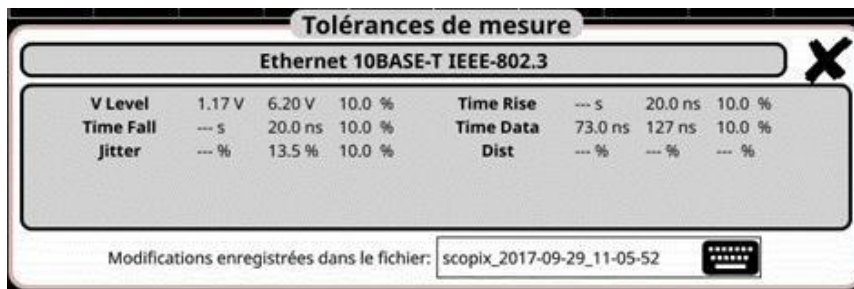 Tolérances de mesure
Ethernet 10BASE-T IEEE-802.3
V Level 1.17 V 6.20 V 10.0 % Time Rise --- s 20.0 ns 10.0 %
Time Fall --- s 20.0 ns 10.0 % Time Data 73.0 ns 127 ns 10.0 %
Jitter --- % 13.5 % 10.0 % Dist --- % --- % --- %
Modifications enregistrées dans le fichier: scopix_2017-09-29_11-05-52